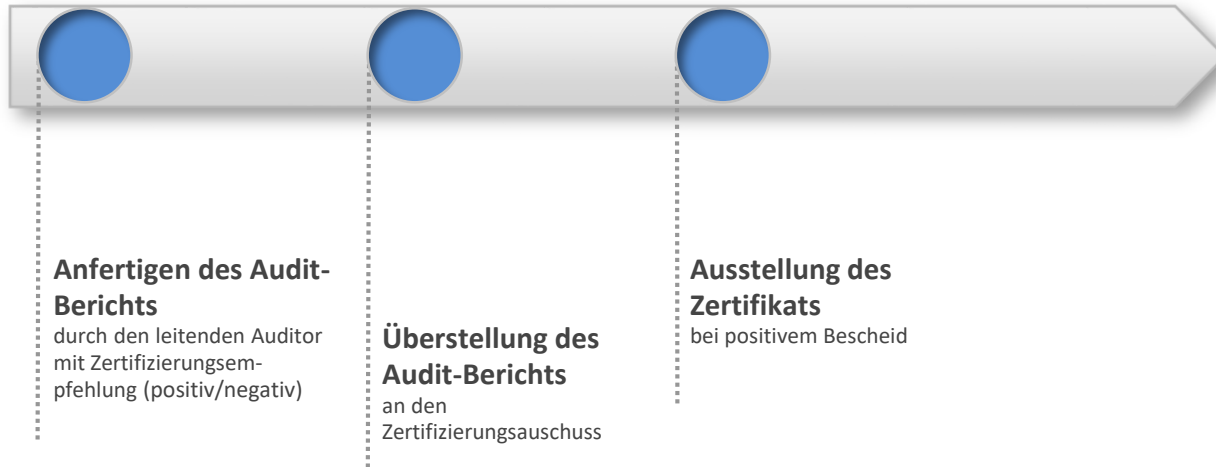 Anfertigen des Audit-
Berichts
durch den leitenden Auditor
mit Zertifizierungsem-
pfehlung (positiv/negativ)
Überstellung des
Audit-Berichts
an den
Zertifizierungsauschuss
Ausstellung des
Zertifikats
bei positivem Bescheid